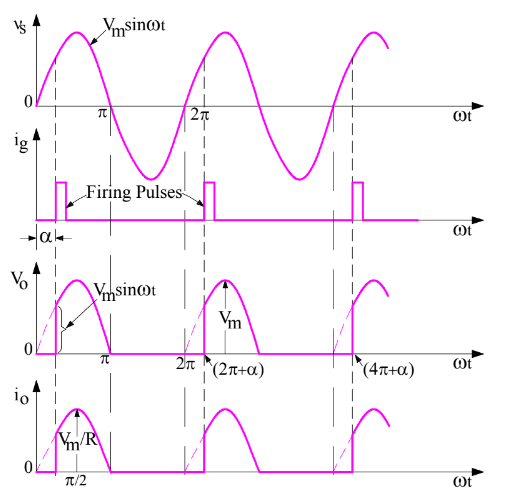 vs
Vmsinωt
0
π
2π
ωt
ig
Firing Pulses
α
ωt
Vo
Vmsinωt
Vm
0
π
2π
(2π+α)
(4π+α)
ωt
io
Vm/R
0
π/2
ωt